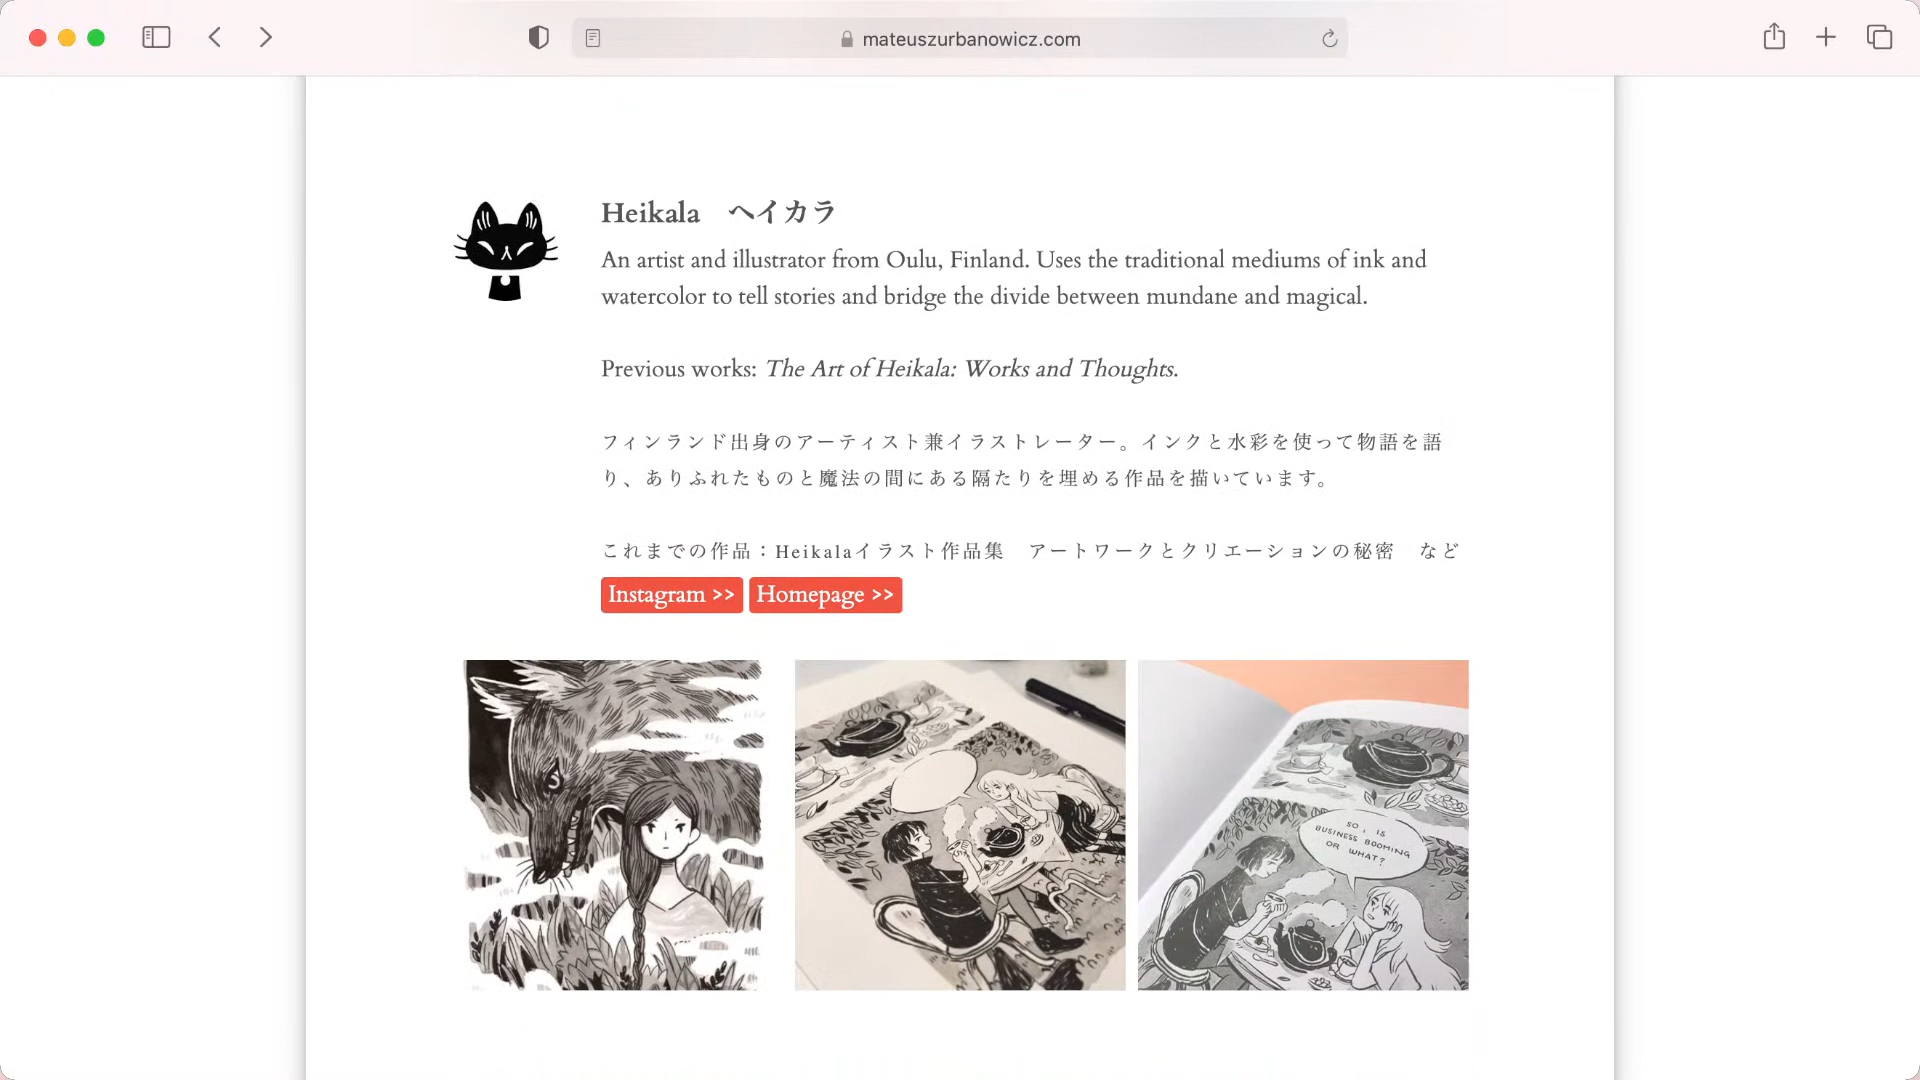 mateuszurbanowicz.com
Heikala　ヘイカラ
An artist and illustrator from Oulu, Finland. Uses the traditional mediums of ink and
watercolor to tell stories and bridge the divide between mundane and magical.
Previous works: The Art of Heikala: Works and Thoughts.
フィンランド出身のアーティスト兼イラストレーター。インクと水彩を使って物語を語
り、ありふれたものと魔法の間にある隔たりを埋める作品を描いています。
これまでの作品：Heikalaイラスト作品集　アートワークとクリエーションの秘密　など
Instagram >> Homepage >>
SO, IS
BUSINESS BOOMING
OR WHAT?